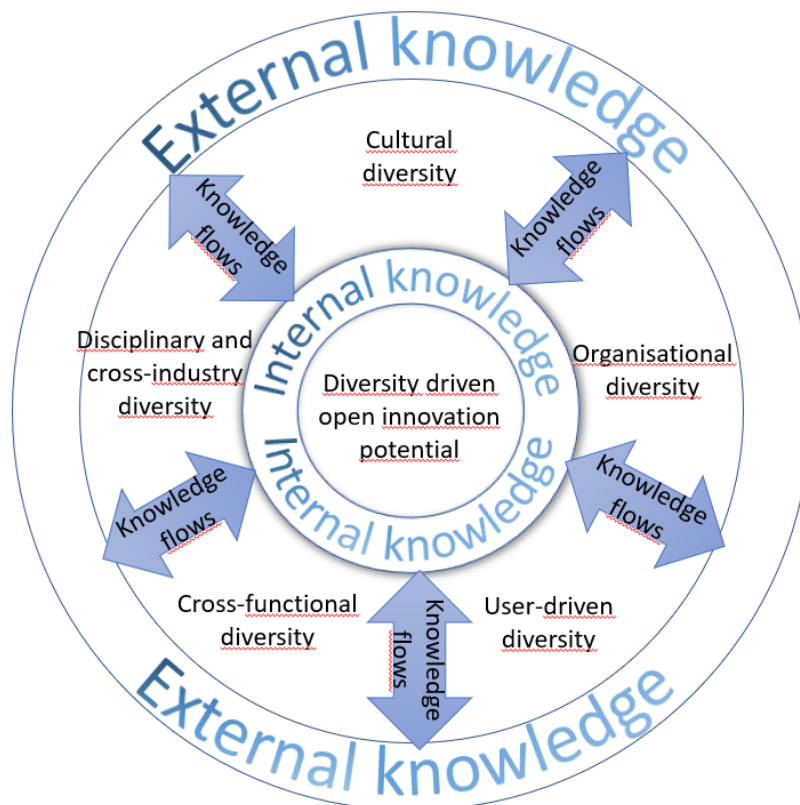 External knowledge
Cultural
diversity
Knowledge
flows
Knowledge
flows
Internal knowledge
Disciplinary and
cross-industry
diversity
Diversity driven
open innovation
potential
Organisational
diversity
Internal knowledge
Knowledge
flows
Knowledge
flows
Cross-functional
diversity
Knowledge
flows
User-driven
diversity
External knowledge